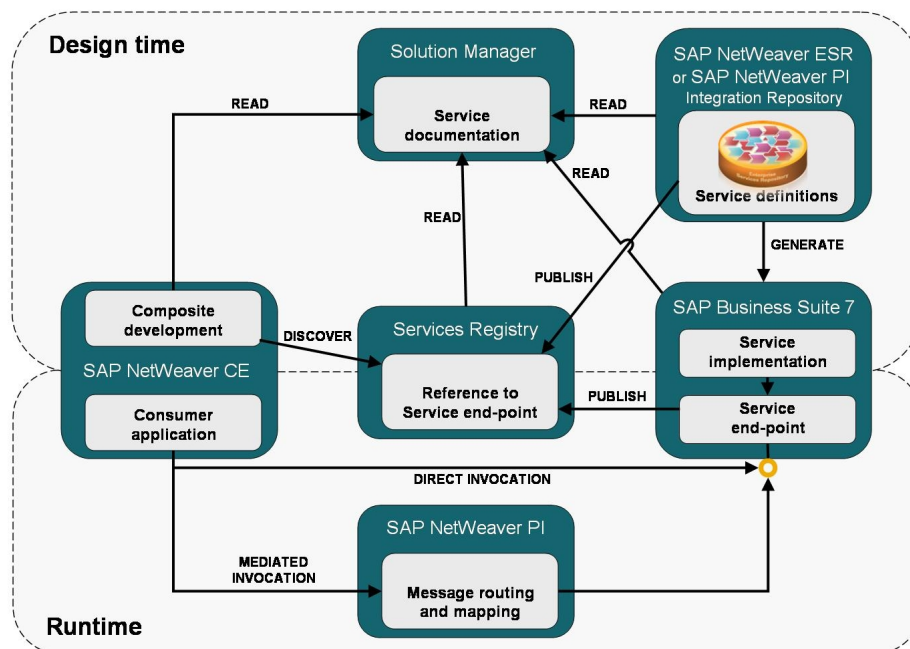 Design time
Solution Manager
Service
documentation
SAP NetWeaver ESR
or SAP NetWeaver PI
Integration Repository
Enterprise
Services Repository
Service definitions
READ
READ
READ
READ
GENERATE
PUBLISH
Composite
development
SAP NetWeaver CE
Consumer
application
DISCOVER
Services Registry
Reference to
Service end-point
SAP Business Suite 7
Service
implementation
Service
end-point
PUBLISH
DIRECT INVOCATION
SAP NetWeaver PI
Message routing
and mapping
MEDIATED
INVOCATION
Runtime